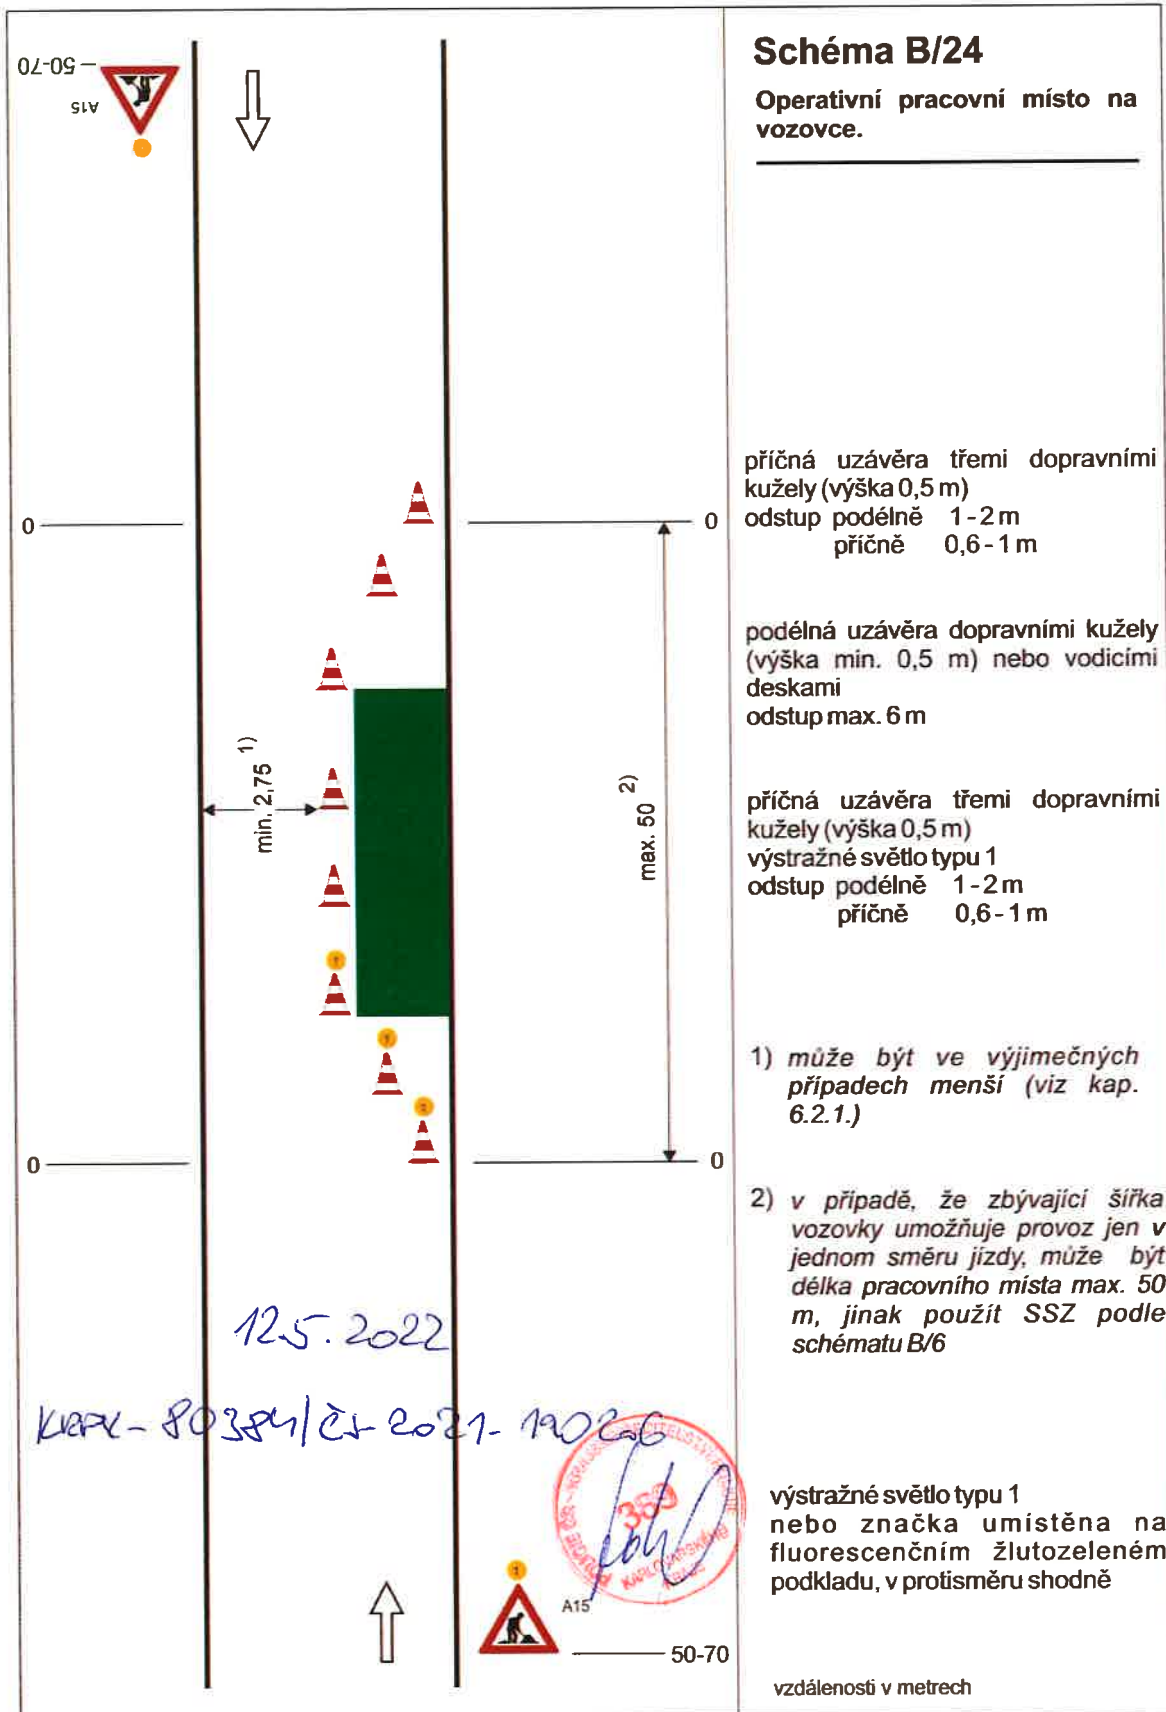 Schéma B/24
Operativní pracovní místo na
vozovce.
50-70
A15
příčná uzávěra třemi dopravními
kužely (výška 0,5 m)
odstup podélně 1-2 m
příčně 0,6-1 m
0
0
podélná uzávěra dopravními kužely
(výška min. 0,5 m) nebo vodicími
deskami
odstup max. 6 m
min. 2,75 1)
max. 50 2)
příčná uzávěra třemi dopravními
kužely (výška 0,5 m)
výstražné světlo typu 1
odstup podélně 1-2 m
příčně 0,6-1 m
1
1
1
0
0
1) může být ve výjimečných
případech menší (viz kap.
6.2.1.)
2) v případě, že zbývající šířka
vozovky umožňuje provoz jen v
jednom směru jízdy, může být
délka pracovního místa max. 50
m, jinak použít SSZ podle
schématu B/6
12.5. 2022
80384/ČJ-2021-1902
369
KARLOVARSKÉHO
KRAJE
1
A15
50-70
výstražné světlo typu 1
nebo značka umístěna na
fluorescenčním žlutozeleném
podkladu, v protisměru shodně
vzdálenosti v metrech